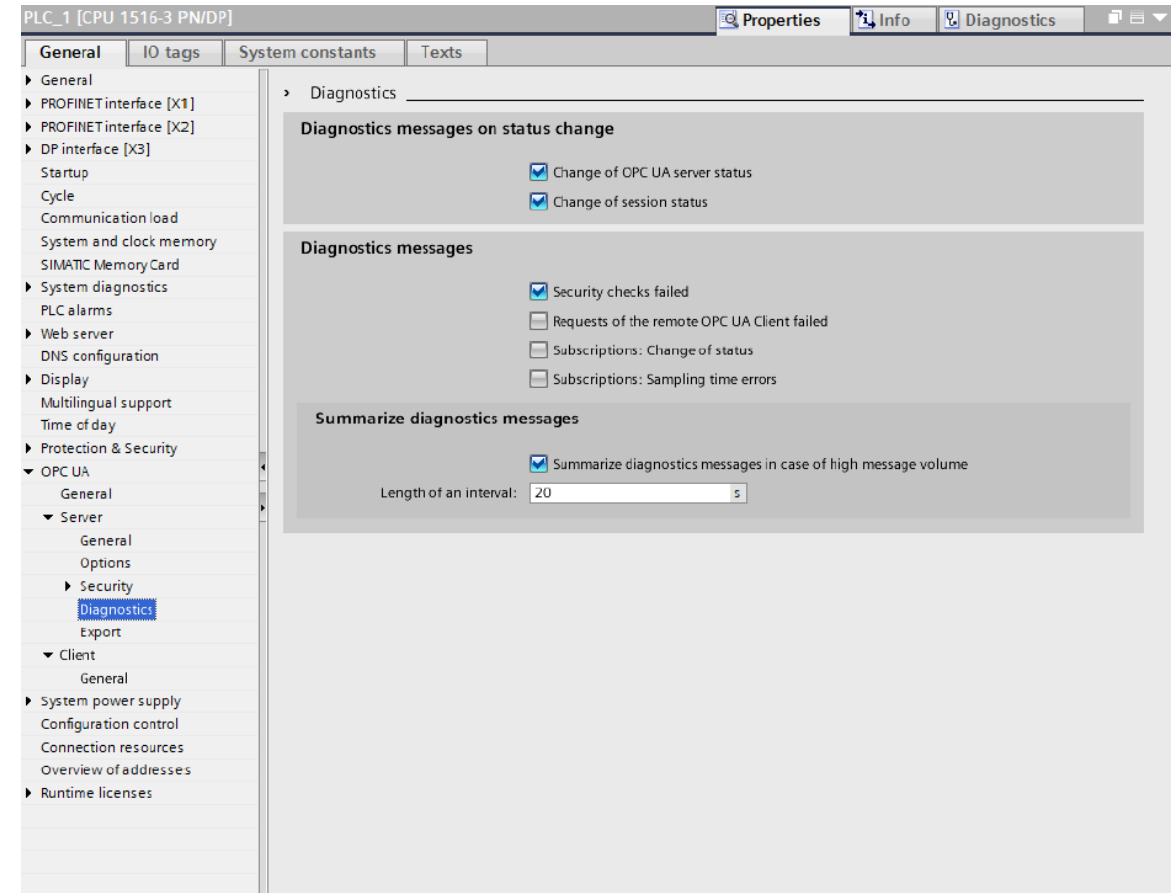 PLC_1 [CPU 1516-3 PN/DP]
Properties
Info
Diagnostics
General
IO tags
System constants
Texts
General
PROFINET interface [X1]
PROFINET interface [X2]
DP interface [X3]
Startup
Cycle
Communication load
System and clock memory
SIMATIC Memory Card
System diagnostics
PLC alarms
Web server
DNS configuration
Display
Multilingual support
Time of day
Protection & Security
OPC UA
General
Server
General
Options
Security
Diagnostics
Export
Client
General
System power supply
Configuration control
Connection resources
Overview of addresses
Runtime licenses
Diagnostics
Diagnostics messages on status change
Change of OPC UA server status
Change of session status
Diagnostics messages
Security checks failed
Requests of the remote OPC UA Client failed
Subscriptions: Change of status
Subscriptions: Sampling time errors
Summarize diagnostics messages
Summarize diagnostics messages in case of high message volume
Length of an interval: 20 s